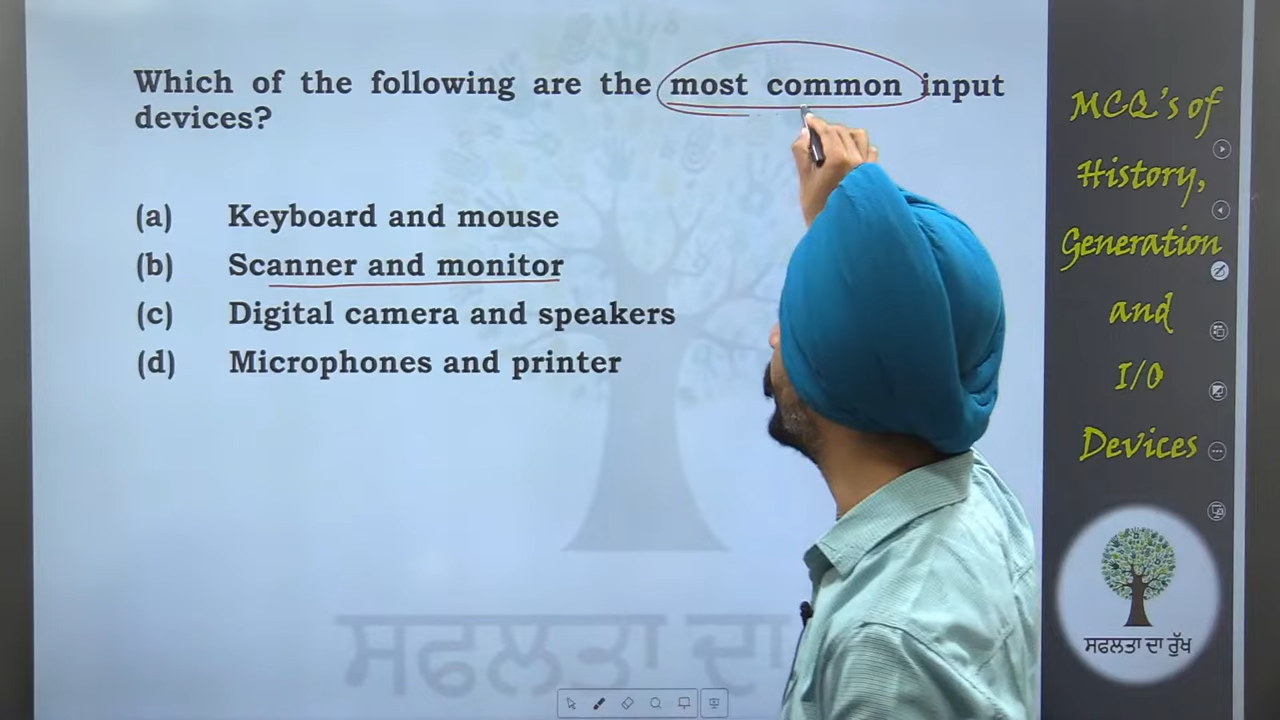 Which of the following are the most common input
devices?
(a) Keyboard and mouse
(b) Scanner and monitor
(c) Digital camera and speakers
(d) Microphones and printer
MCQ's of
History,
Generation
and
I/O
Devices
ਸਫਲਤਾ ਦਾ ਰੁੱਖ
ਸਫਲਤਾ ਦਾ